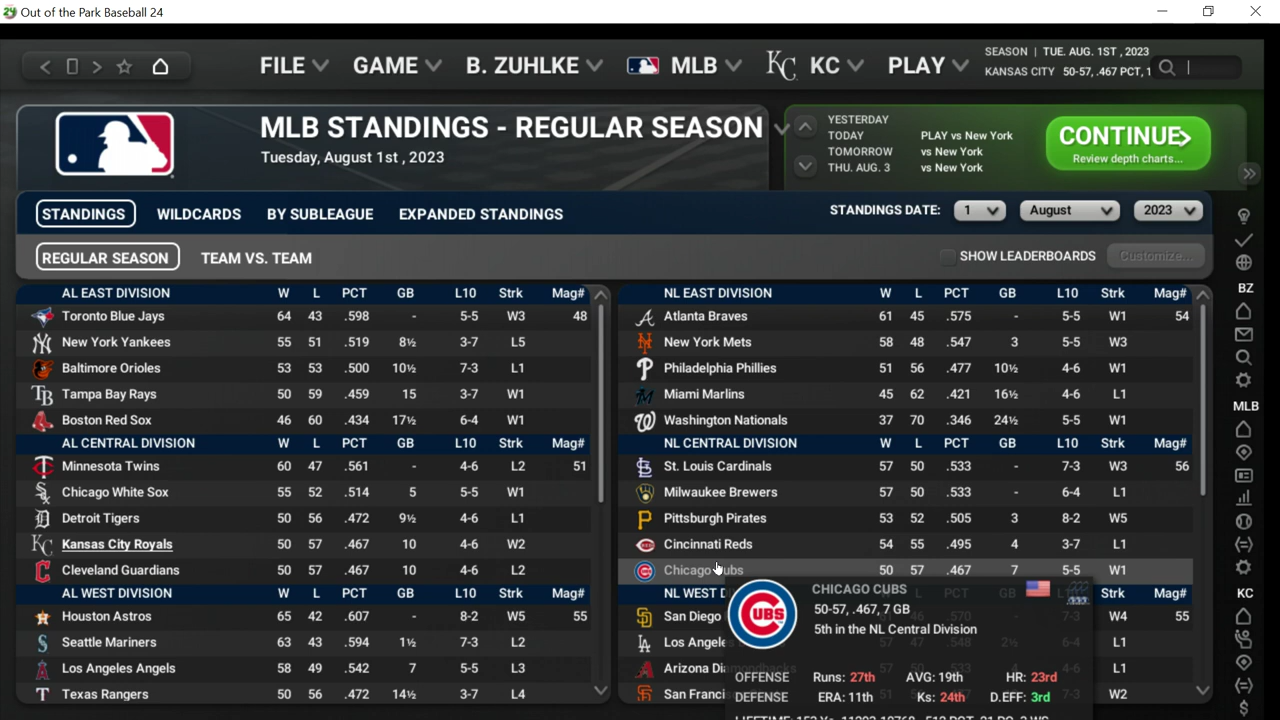 Out of the Park Baseball 24
FILE GAME B. ZUHLKE MLB KC PLAY
SEASON | TUE. AUG. 1ST , 2023
KANSAS CITY 50-57, .467 PCT, 1
MLB STANDINGS - REGULAR SEASON
Tuesday, August 1st , 2023
YESTERDAY
TODAY PLAY vs New York
TOMORROW vs New York
THU. AUG. 3 vs New York
CONTINUE
Review depth charts...
STANDINGS WILDCARDS BY SUBLEAGUE EXPANDED STANDINGS
STANDINGS DATE: 1 August 2023
REGULAR SEASON TEAM VS. TEAM
SHOW LEADERBOARDS Customize...
AL EAST DIVISION W L PCT GB L10 Strk Mag#
Toronto Blue Jays 64 43 .598 - 5-5 W3 48
New York Yankees 55 51 .519 8½ 3-7 L5
Baltimore Orioles 53 53 .500 10½ 7-3 L1
Tampa Bay Rays 50 59 .459 15 3-7 W1
Boston Red Sox 46 60 .434 17½ 6-4 W1
AL CENTRAL DIVISION W L PCT GB L10 Strk Mag#
Minnesota Twins 60 47 .561 - 4-6 L2 51
Chicago White Sox 55 52 .514 5 5-5 W1
Detroit Tigers 50 56 .472 9½ 4-6 L1
Kansas City Royals 50 57 .467 10 4-6 W2
Cleveland Guardians 50 57 .467 10 4-6 L2
AL WEST DIVISION W L PCT GB L10 Strk Mag#
Houston Astros 65 42 .607 - 8-2 W5 55
Seattle Mariners 63 43 .594 1½ 7-3 L2
Los Angeles Angels 58 49 .542 7 5-5 L3
Texas Rangers 50 56 .472 14½ 3-7 L4
NL EAST DIVISION W L PCT GB L10 Strk Mag#
Atlanta Braves 61 45 .575 - 5-5 W1 54
New York Mets 58 48 .547 3 5-5 W3
Philadelphia Phillies 51 56 .477 10½ 4-6 W1
Miami Marlins 45 62 .421 16½ 4-6 L1
Washington Nationals 37 70 .346 24½ 5-5 W1
NL CENTRAL DIVISION W L PCT GB L10 Strk Mag#
St. Louis Cardinals 57 50 .533 - 7-3 W3 56
Milwaukee Brewers 57 50 .533 - 6-4 L1
Pittsburgh Pirates 53 52 .505 3 8-2 W5
Cincinnati Reds 54 55 .495 4 3-7 L1
Chicago Cubs 50 57 .467 7 5-5 W1
NL WEST D Strk Mag#
San Diego W4 55
Los Angele L1
Arizona Diamondbacks L1
San Franci W2
CHICAGO CUBS
50-57, .467, 7 GB
5th in the NL Central Division
OFFENSE Runs: 27th AVG: 19th HR: 23rd
DEFENSE ERA: 11th Ks: 24th D.EFF: 3rd
BZ
MLB
KC